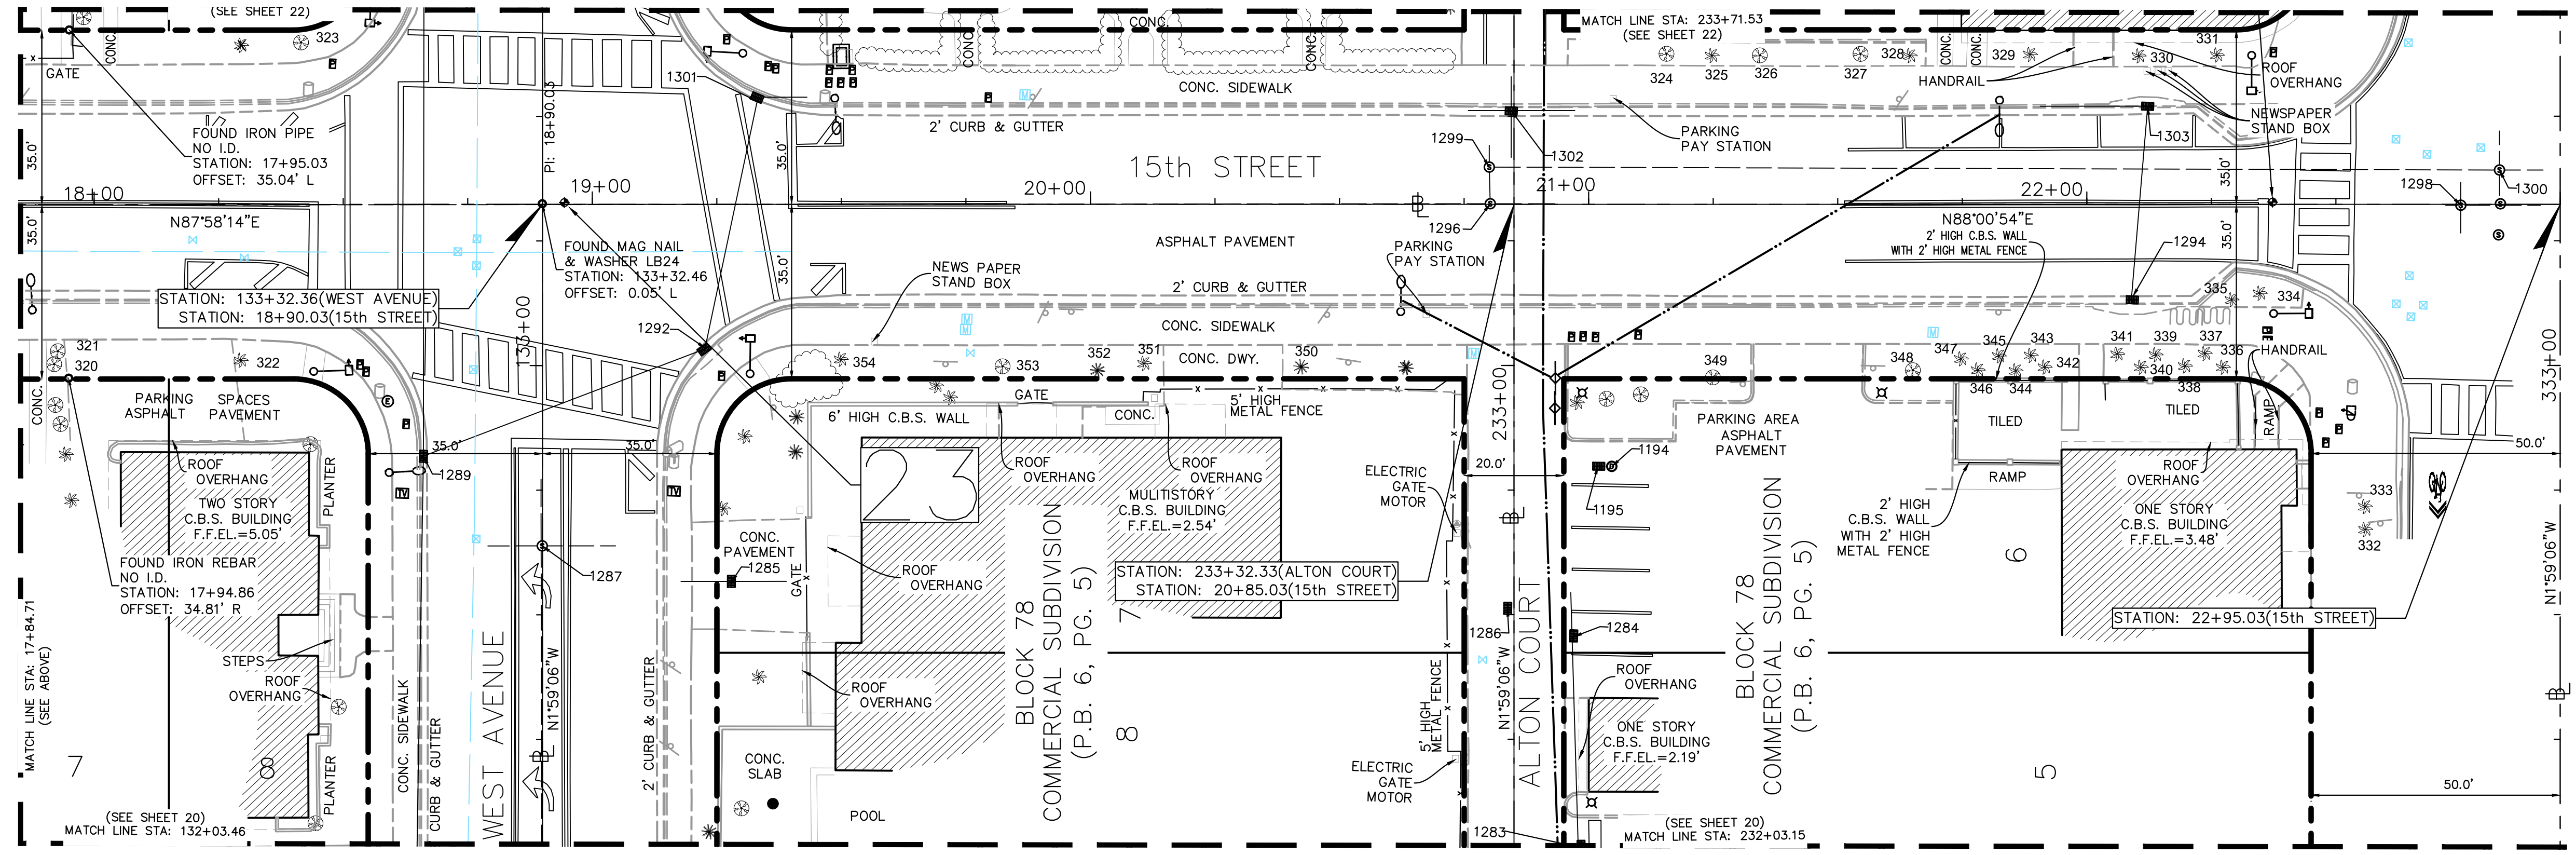 (SEE SHEET 22)
323
CONC.
GATE
FOUND IRON PIPE
NO I.D.
STATION: 17+95.03
OFFSET: 35.04' L
35.0'
18+00
N87°58'14"E
35.0'
PI: 18+90.03
19+00
1301
35.0'
35.0'
CONC.
CONC.
CONC.
CONC. SIDEWALK
2' CURB & GUTTER
15th STREET
20+00
ASPHALT PAVEMENT
MATCH LINE STA: 233+71.53
(SEE SHEET 22)
324
325
326
327
328
329
330
331
CONC.
CONC.
HANDRAIL
ROOF
OVERHANG
NEWSPAPER
STAND BOX
PARKING
PAY STATION
1299
1302
1303
21+00
22+00
35.0'
35.0'
1298
1300
1296
B
L
N88°00'54"E
2' HIGH C.B.S. WALL
WITH 2' HIGH METAL FENCE
1294
PARKING
PAY STATION
FOUND MAG NAIL
& WASHER LB24
STATION: 133+32.46
OFFSET: 0.05' L
NEWS PAPER
STAND BOX
2' CURB & GUTTER
STATION: 133+32.36(WEST AVENUE)
STATION: 18+90.03(15th STREET)
133+00
1292
CONC. SIDEWALK
CONC. DWY.
321
320
322
354
353
352
351
350
349
348
347
345
343
346
344
342
341
339
337
336
340
338
335
334
HANDRAIL
333+00
CONC.
PARKING SPACES
ASPHALT PAVEMENT
ROOF
OVERHANG
TWO STORY
C.B.S. BUILDING
F.F.EL.=5.05'
PLANTER
FOUND IRON REBAR
NO I.D.
STATION: 17+94.86
OFFSET: 34.81' R
STEPS
ROOF
OVERHANG
PLANTER
MATCH LINE STA: 17+84.71
(SEE ABOVE)
7
8
(SEE SHEET 20)
MATCH LINE STA: 132+03.46
CONC. SIDEWALK
CURB & GUTTER
WEST AVENUE
N1°59'06"W
B
L
35.0'
35.0'
1289
TV
TV
1287
2' CURB & GUTTER
6' HIGH C.B.S. WALL
GATE
CONC.
5' HIGH
METAL FENCE
23
ROOF
OVERHANG
ROOF
OVERHANG
MULITISTORY
C.B.S. BUILDING
F.F.EL.=2.54'
CONC.
PAVEMENT
1285
GATE
ROOF
OVERHANG
ROOF
OVERHANG
CONC.
SLAB
POOL
BLOCK 78
COMMERCIAL SUBDIVISION
(P.B. 6, PG. 5)
7
8
STATION: 233+32.33(ALTON COURT)
STATION: 20+85.03(15th STREET)
ELECTRIC
GATE
MOTOR
233+00
20.0'
B
L
1194
1195
1286
1284
N1°59'06"W
ALTON COURT
5' HIGH
METAL FENCE
ELECTRIC
GATE
MOTOR
1283
ROOF
OVERHANG
ONE STORY
C.B.S. BUILDING
F.F.EL.=2.19'
(SEE SHEET 20)
MATCH LINE STA: 232+03.15
PARKING AREA
ASPHALT
PAVEMENT
BLOCK 78
COMMERCIAL SUBDIVISION
(P.B. 6, PG. 5)
TILED
TILED
RAMP
RAMP
2' HIGH
C.B.S. WALL
WITH 2' HIGH
METAL FENCE
ROOF
OVERHANG
ONE STORY
C.B.S. BUILDING
F.F.EL.=3.48'
6
5
333
332
50.0'
STATION: 22+95.03(15th STREET)
N1°59'06"W
B
L
50.0'